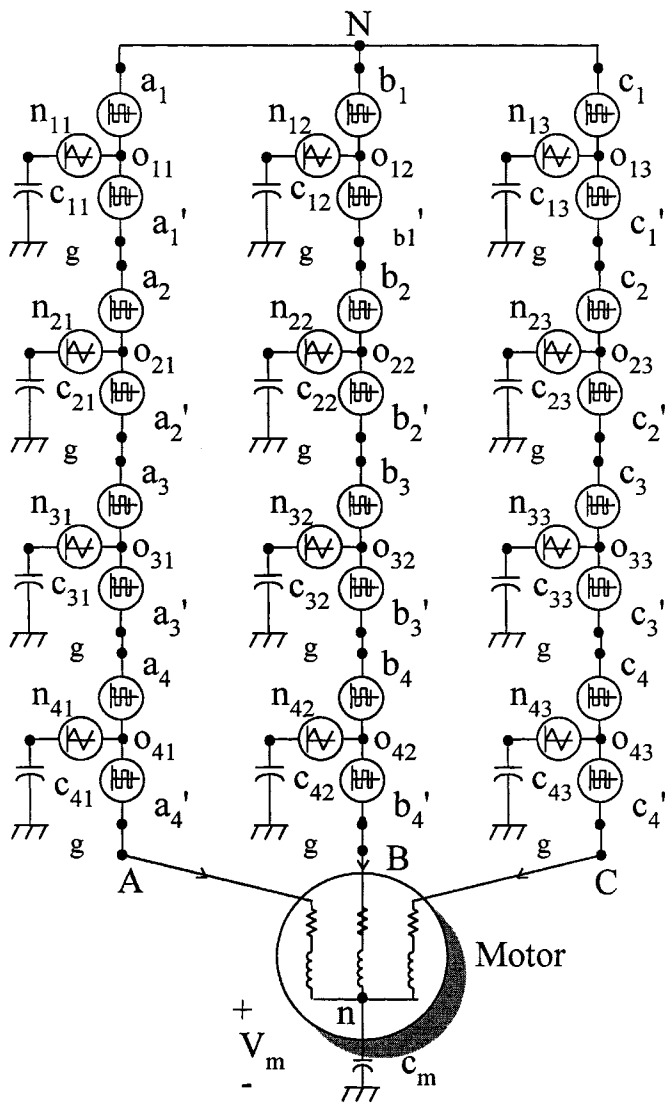 N
a₁ b₁ c₁
n₁₁ n₁₂ n₁₃
o₁₁ o₁₂ o₁₃
c₁₁ c₁₂ c₁₃
a₁' b1' c₁'
g g g
a₂ b₂ c₂
n₂₁ n₂₂ n₂₃
o₂₁ o₂₂ o₂₃
c₂₁ c₂₂ c₂₃
a₂' b₂' c₂'
g g g
a₃ b₃ c₃
n₃₁ n₃₂ n₃₃
o₃₁ o₃₂ o₃₃
c₃₁ c₃₂ c₃₃
a₃' b₃' c₃'
g g g
a₄ b₄ c₄
n₄₁ n₄₂ n₄₃
o₄₁ o₄₂ o₄₃
c₄₁ c₄₂ c₄₃
a₄' b₄' c₄'
g g g
A B C
Motor
n
+
Vₘ
-
cₘ